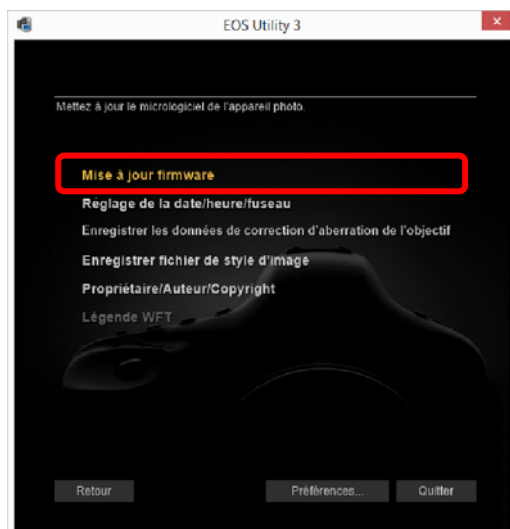 EOS Utility 3
Mettez à jour le micrologiciel de l'appareil photo.
Mise à jour firmware
Réglage de la date/heure/fuseau
Enregistrer les données de correction d'aberration de l'objectif
Enregistrer fichier de style d'image
Propriétaire/Auteur/Copyright
Légende WFT
Retour Préférences... Quitter